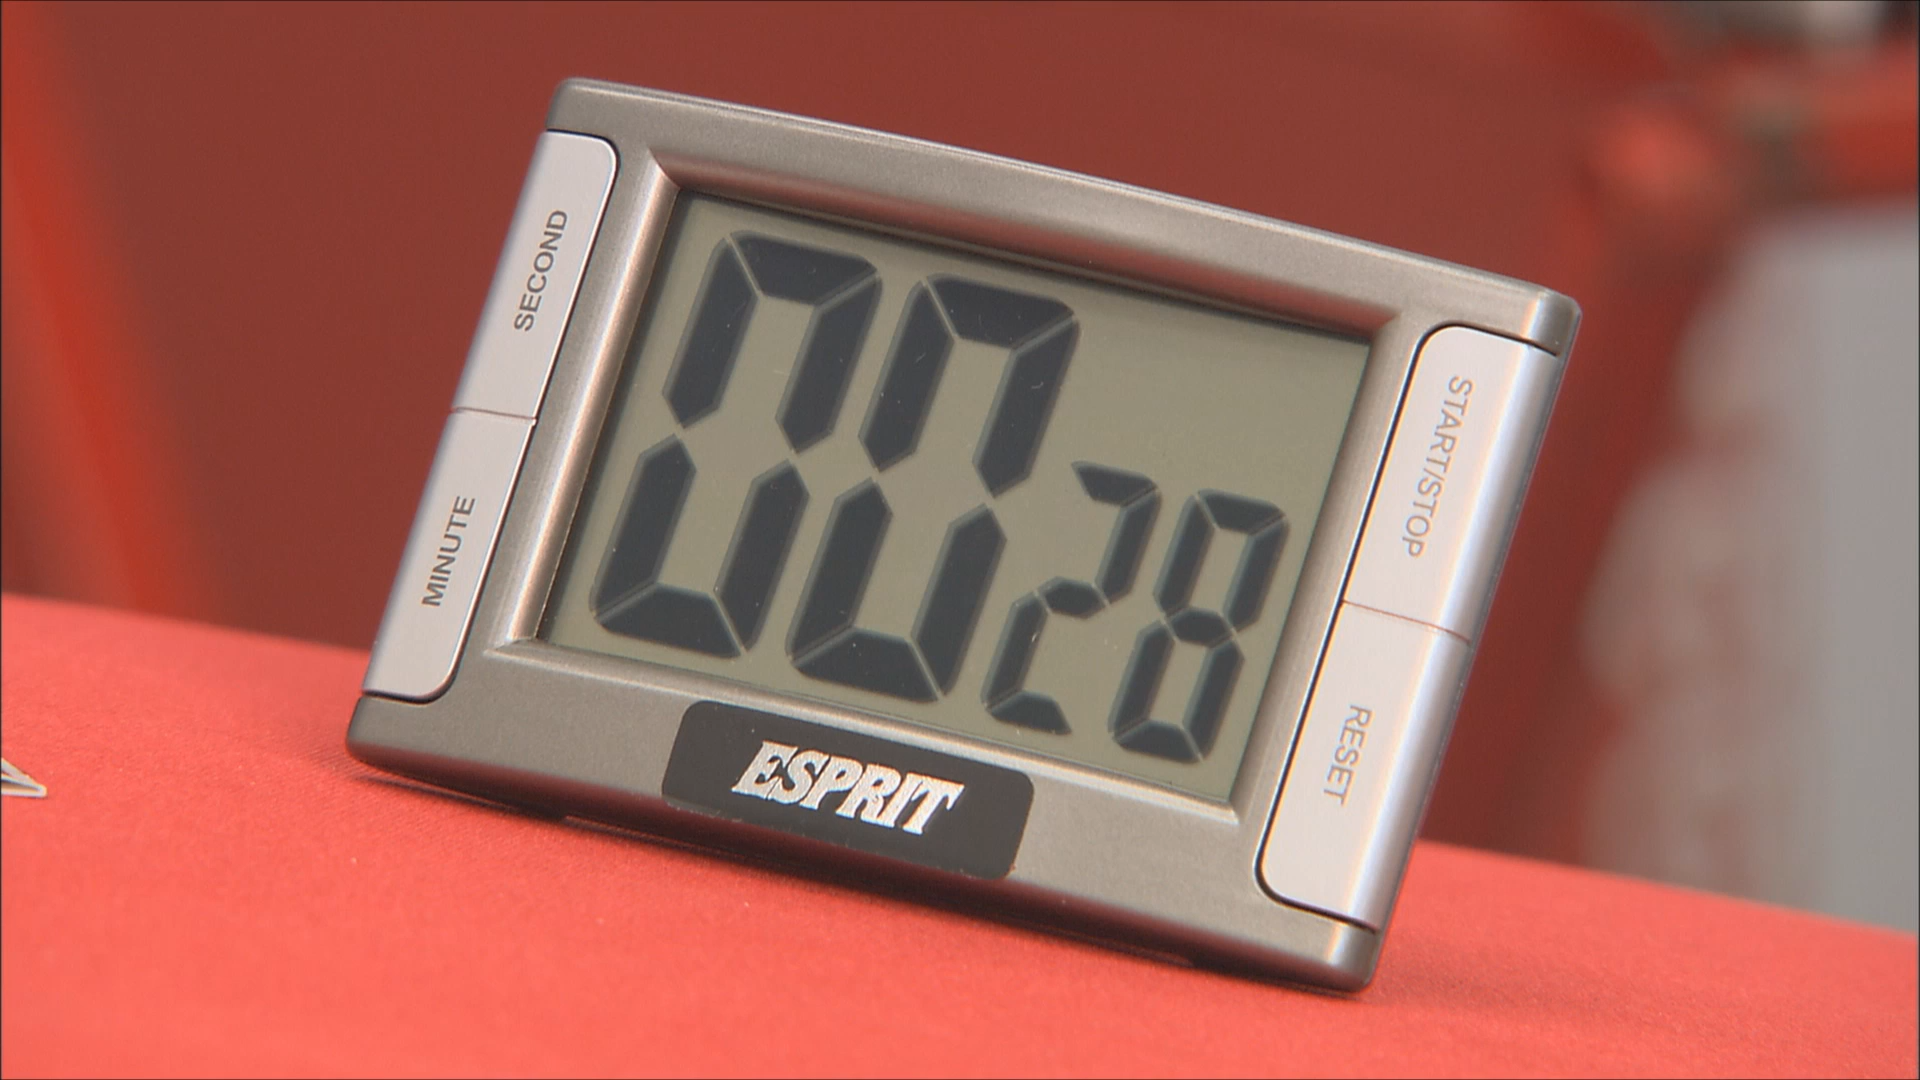 SECOND
MINUTE
00 28
START/STOP
RESET
ESPRIT